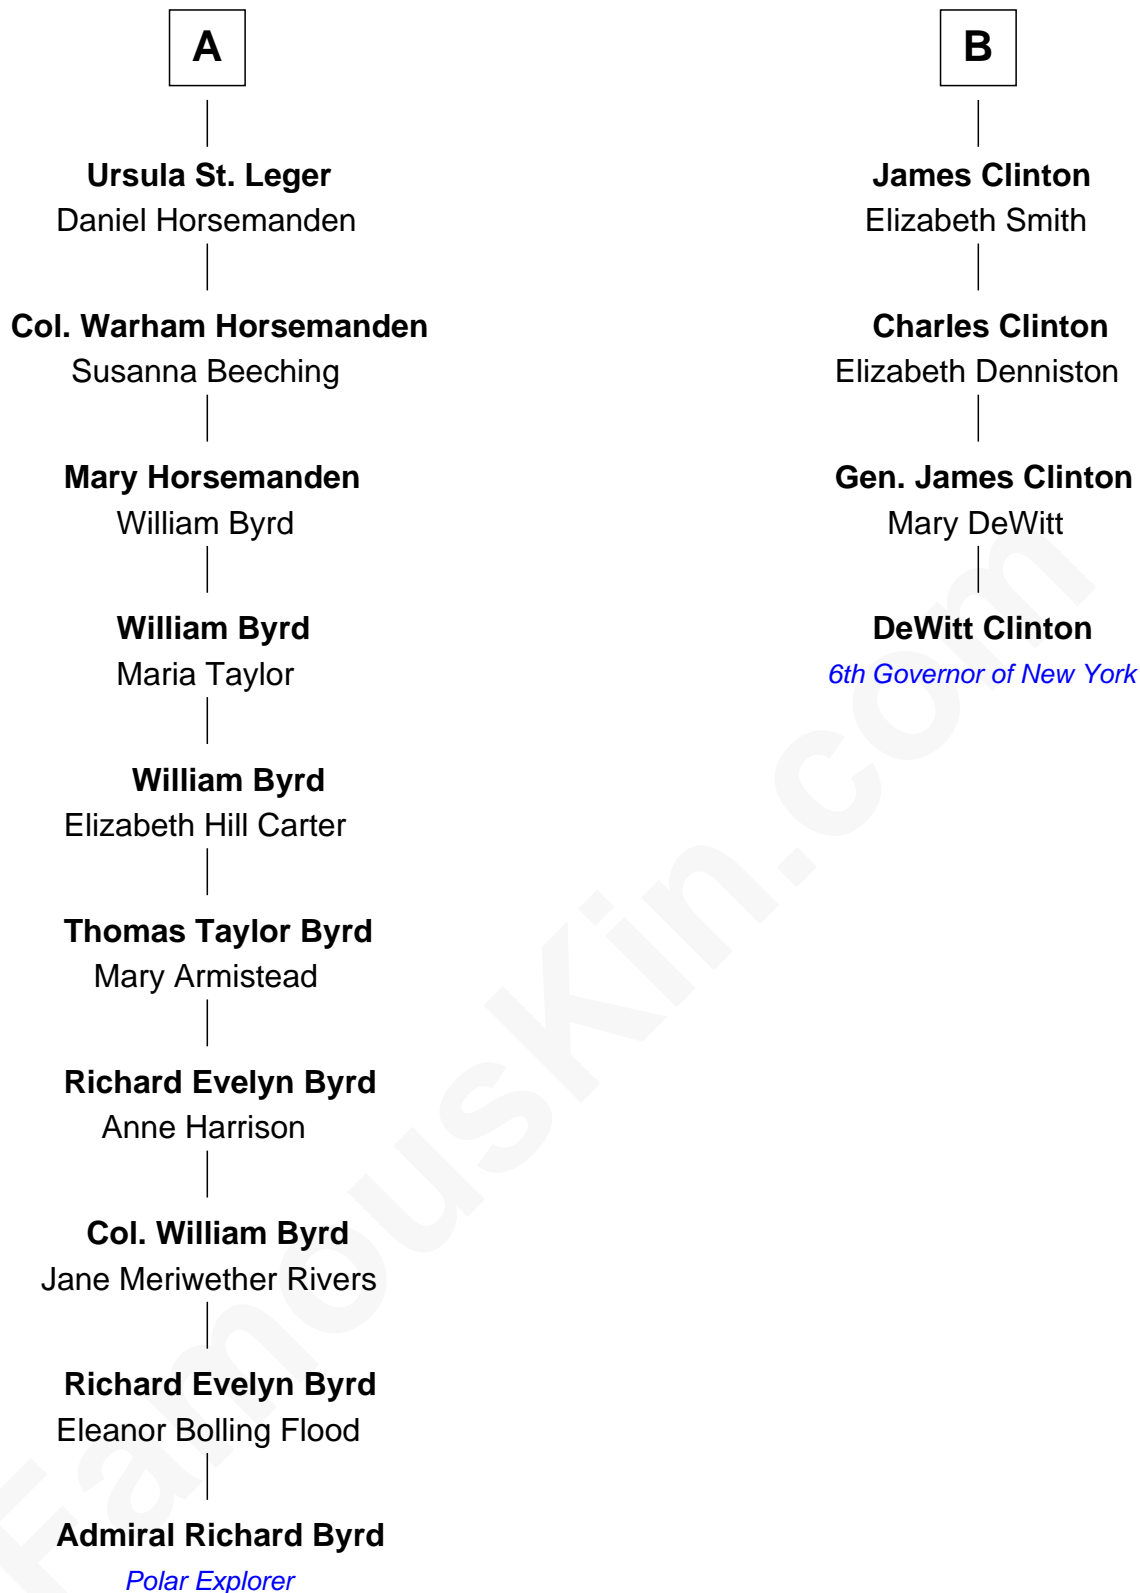 A
Ursula St. Leger
Daniel Horsemanden
Col. Warham Horsemanden
Susanna Beeching
Mary Horsemanden
William Byrd
William Byrd
Maria Taylor
William Byrd
Elizabeth Hill Carter
Thomas Taylor Byrd
Mary Armistead
Richard Evelyn Byrd
Anne Harrison
Col. William Byrd
Jane Meriwether Rivers
Richard Evelyn Byrd
Eleanor Bolling Flood
Admiral Richard Byrd
Polar Explorer
B
James Clinton
Elizabeth Smith
Charles Clinton
Elizabeth Denniston
Gen. James Clinton
Mary DeWitt
DeWitt Clinton
6th Governor of New York
FamousKin.com